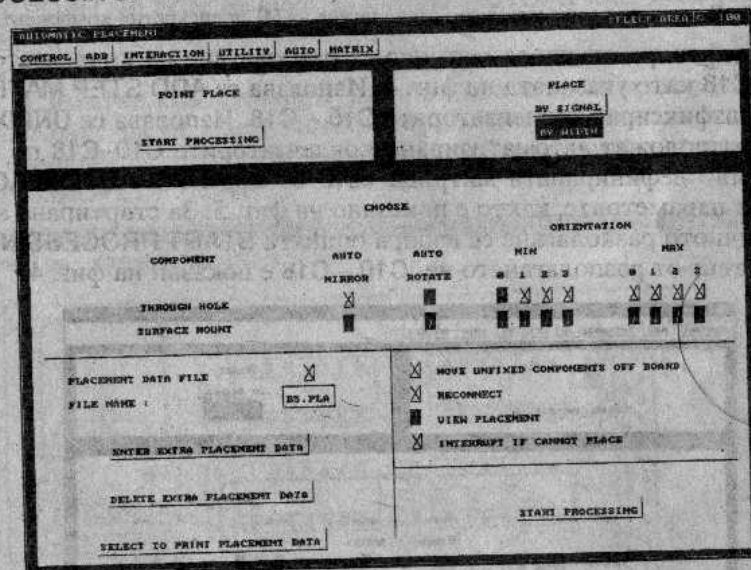 AUTOMATIC PLACEMENT
SELECT AREA G 100
CONTROL ADD INTERACTION UTILITY AUTO MATRIX
POINT PLACE
START PROCESSING
PLACE
BY SIGNAL
BY WIDTH
CHOOSE
ORIENTATION
COMPONENT AUTO AUTO MIN MAX
MIRROR ROTATE 0 1 2 3 0 1 2 3
THROUGH HOLE
SURFACE MOUNT
PLACEMENT DATA FILE
FILE NAME : BS.PLA
ENTER EXTRA PLACEMENT DATA
DELETE EXTRA PLACEMENT DATA
SELECT TO PRINT PLACEMENT DATA
MOVE UNFIXED COMPONENTS OFF BOARD
RECONNECT
VIEW PLACEMENT
INTERRUPT IF CANNOT PLACE
START PROCESSING